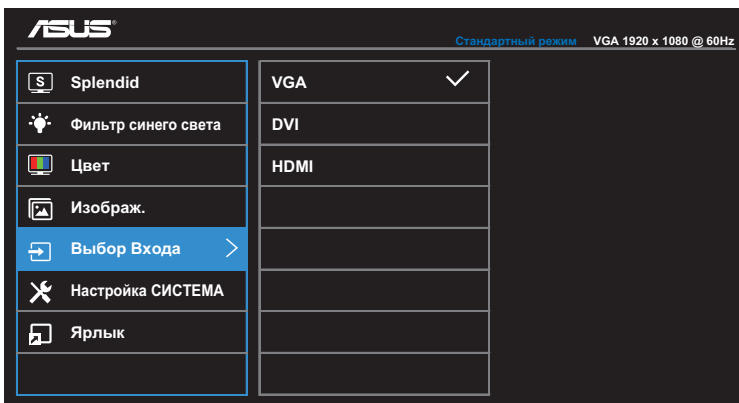 ASUS
Стандартный режим VGA 1920 x 1080 @ 60Hz
Splendid
Фильтр синего света
Цвет
Изображ.
Выбор Входа
Настройка СИСТЕМА
Ярлык
VGA
DVI
HDMI